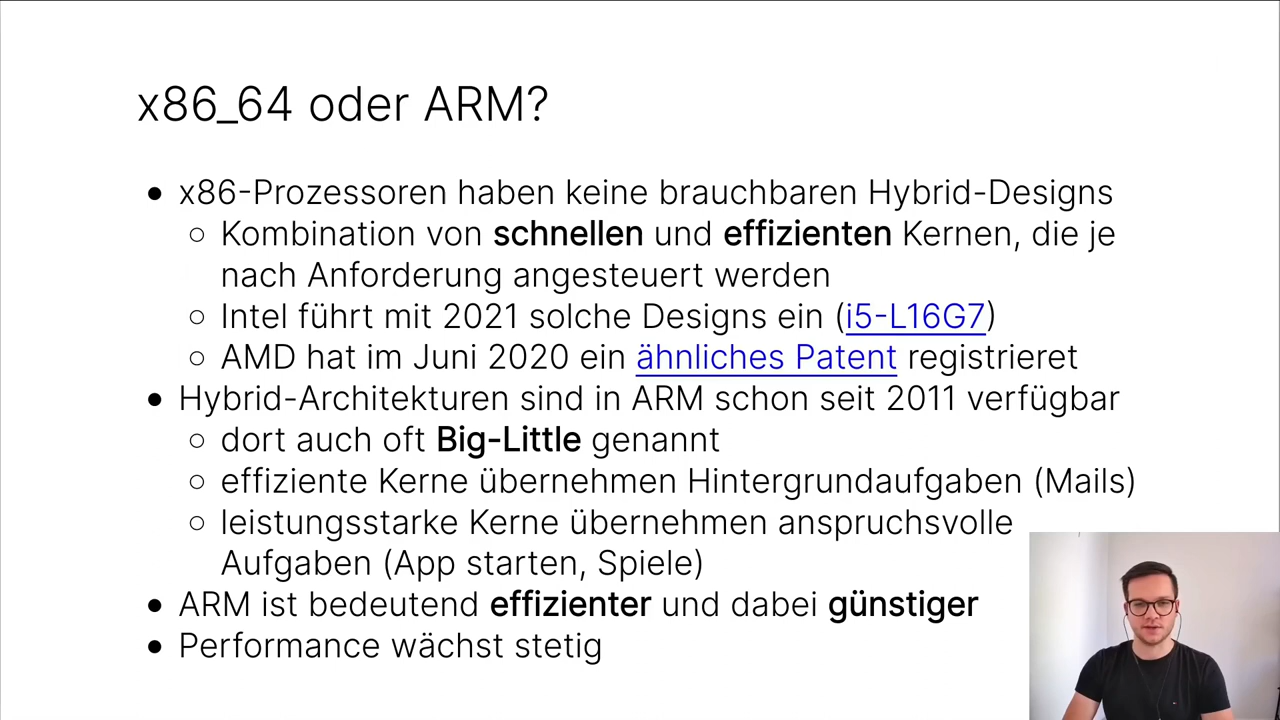 x86_64 oder ARM?
x86-Prozessoren haben keine brauchbaren Hybrid-Designs
Kombination von schnellen und effizienten Kernen, die je
nach Anforderung angesteuert werden
Intel führt mit 2021 solche Designs ein (i5-L16G7)
AMD hat im Juni 2020 ein ähnliches Patent registrieret
Hybrid-Architekturen sind in ARM schon seit 2011 verfügbar
dort auch oft Big-Little genannt
effiziente Kerne übernehmen Hintergrundaufgaben (Mails)
leistungsstarke Kerne übernehmen anspruchsvolle
Aufgaben (App starten, Spiele)
ARM ist bedeutend effizienter und dabei günstiger
Performance wächst stetig